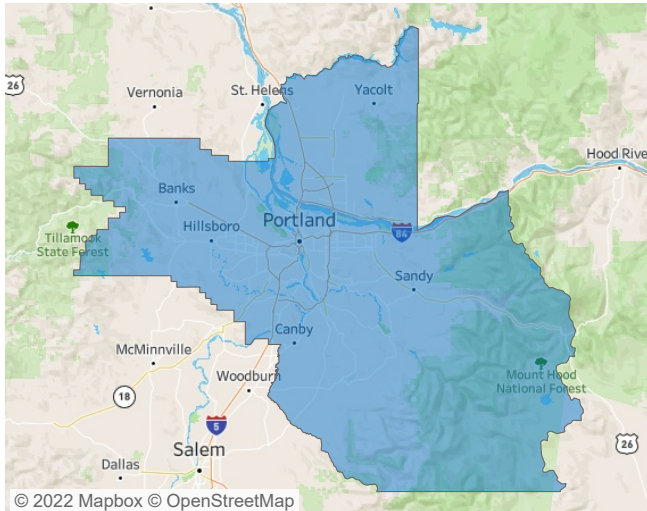 26
Vernonia
St. Helens
Yacolt
Hood River
Banks
Hillsboro
Portland
84
Tillamook
State Forest
Sandy
Canby
McMinnville
Mount Hood
National Forest
Woodburn
18
5
26
Salem
Dallas
© 2022 Mapbox © OpenStreetMap